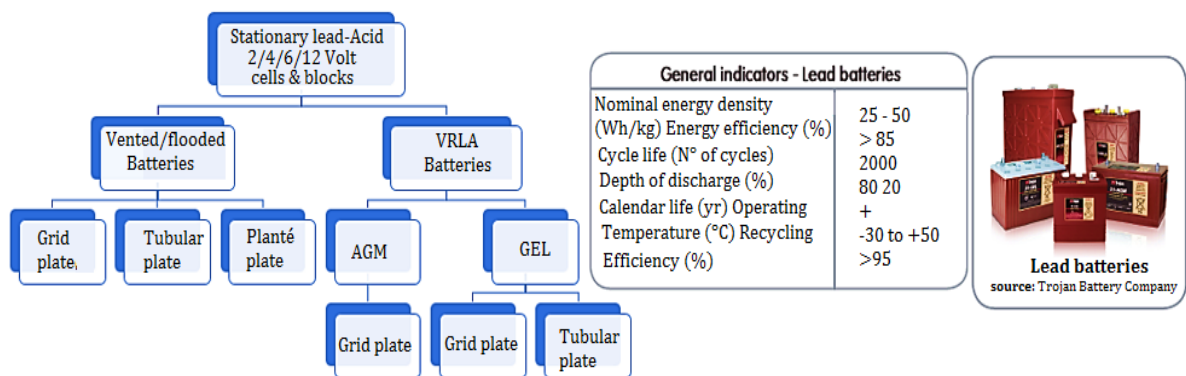 Stationary lead-Acid
2/4/6/12 Volt
cells & blocks
Vented/flooded
Batteries
VRLA
Batteries
Grid
plate,
Tubular
plate
Planté
plate
AGM
GEL
Grid plate
Grid plate
Tubular
plate
General indicators - Lead batteries
Nominal energy density
(Wh/kg) Energy efficiency (%)
Cycle life (N° of cycles)
Depth of discharge (%)
Calendar life (yr) Operating
Temperature (°C) Recycling
Efficiency (%)
25 - 50
> 85
2000
80 20
+
-30 to +50
>95
Lead batteries
source: Trojan Battery Company